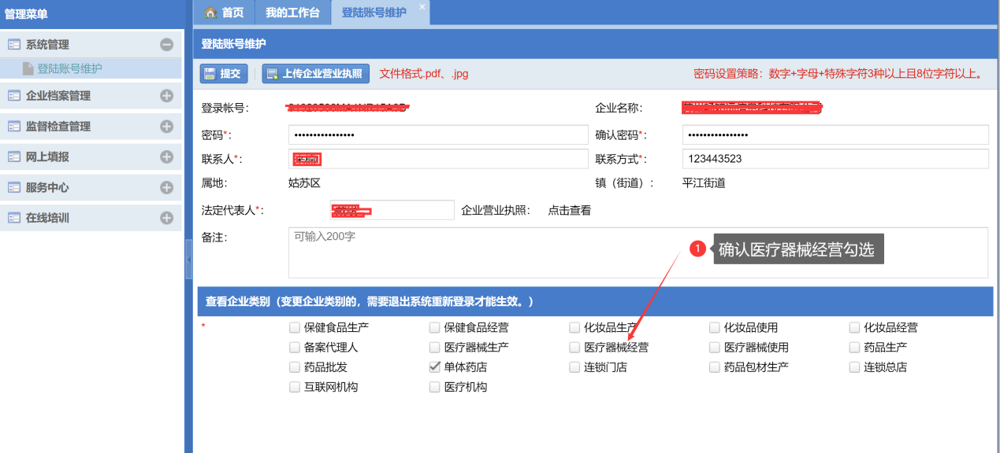 管理菜单
首页
我的工作台
登陆账号维护
系统管理
登陆账号维护
企业档案管理
监督检查管理
网上填报
服务中心
在线培训
登陆账号维护
提交
上传企业营业执照
文件格式.pdf、.jpg
密码设置策略：数字+字母+特殊字符3种以上且8位字符以上。
登录帐号：
企业名称：
密码*：
••••••••••••••••
确认密码*：
••••••••••••••••
联系人*：
联系方式*：
123443523
属地：
姑苏区
镇（街道）：
平江街道
法定代表人*：
企业营业执照：
点击查看
备注：
可输入200字
1
确认医疗器械经营勾选
查看企业类别（变更企业类别的，需要退出系统重新登录才能生效。）
*
保健食品生产
保健食品经营
化妆品生产
化妆品使用
化妆品经营
备案代理人
医疗器械生产
医疗器械经营
医疗器械使用
药品生产
药品批发
单体药店
连锁门店
药品包材生产
连锁总店
互联网机构
医疗机构